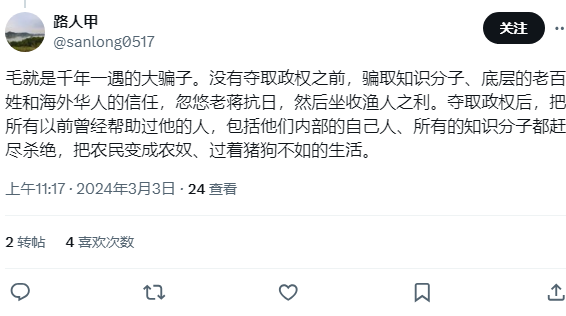 路人甲
@sanlong0517
关注
毛就是千年一遇的大骗子。没有夺取政权之前，骗取知识分子、底层的老百
姓和海外华人的信任，忽悠老蒋抗日，然后坐收渔人之利。夺取政权后，把
所有以前曾经帮助过他的人，包括他们内部的自己人、所有的知识分子都赶
尽杀绝，把农民变成农奴、过着猪狗不如的生活。
上午11:17 · 2024年3月3日 · 24 查看
2 转帖 4 喜欢次数